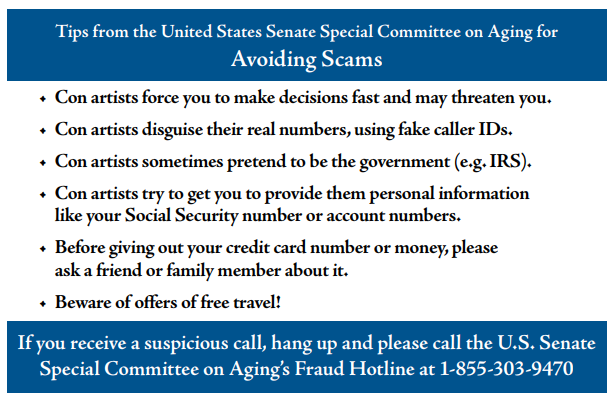 Tips from the United States Senate Special Committee on Aging for
Avoiding Scams
Con artists force you to make decisions fast and may threaten you.
Con artists disguise their real numbers, using fake caller IDs.
Con artists sometimes pretend to be the government (e.g. IRS).
Con artists try to get you to provide them personal information
like your Social Security number or account numbers.
Before giving out your credit card number or money, please
ask a friend or family member about it.
Beware of offers of free travel!
If you receive a suspicious call, hang up and please call the U.S. Senate
Special Committee on Aging’s Fraud Hotline at 1-855-303-9470